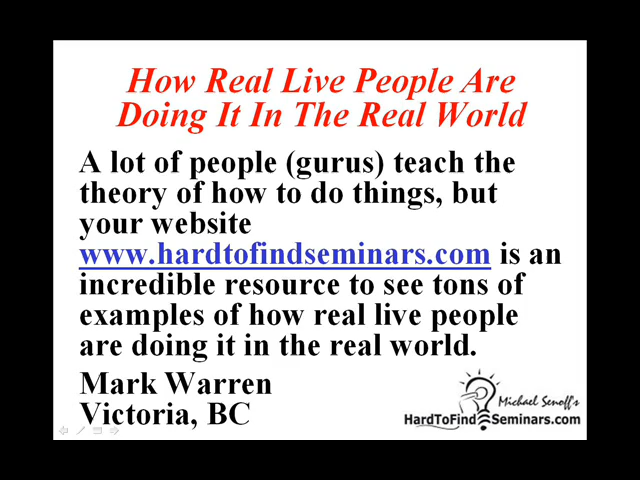 How Real Live People Are
Doing It In The Real World
A lot of people (gurus) teach the
theory of how to do things, but
your website
www.hardtofindseminars.com is an
incredible resource to see tons of
examples of how real live people
are doing it in the real world.
Mark Warren
Victoria, BC
Michael Senoff's
HardToFindSeminars.com